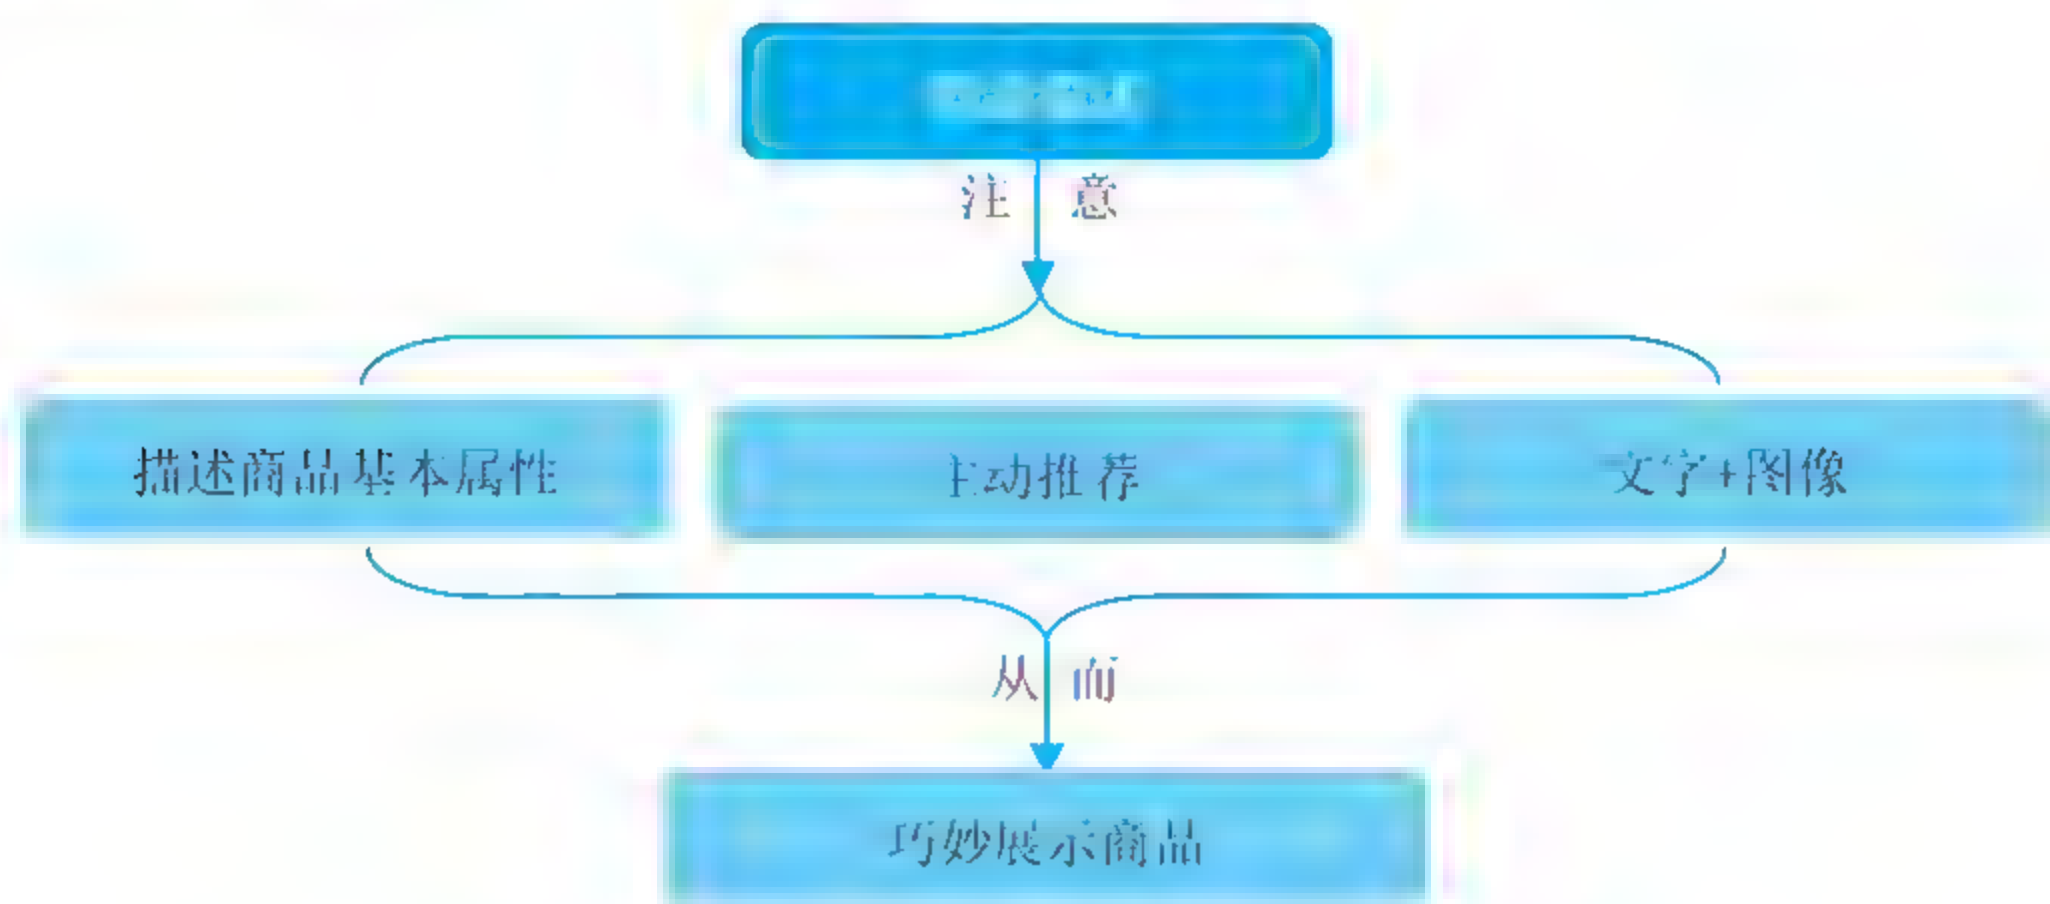 注 意
描述商品基本属性
主动推荐
文字+图像
从 而
巧妙展示商品